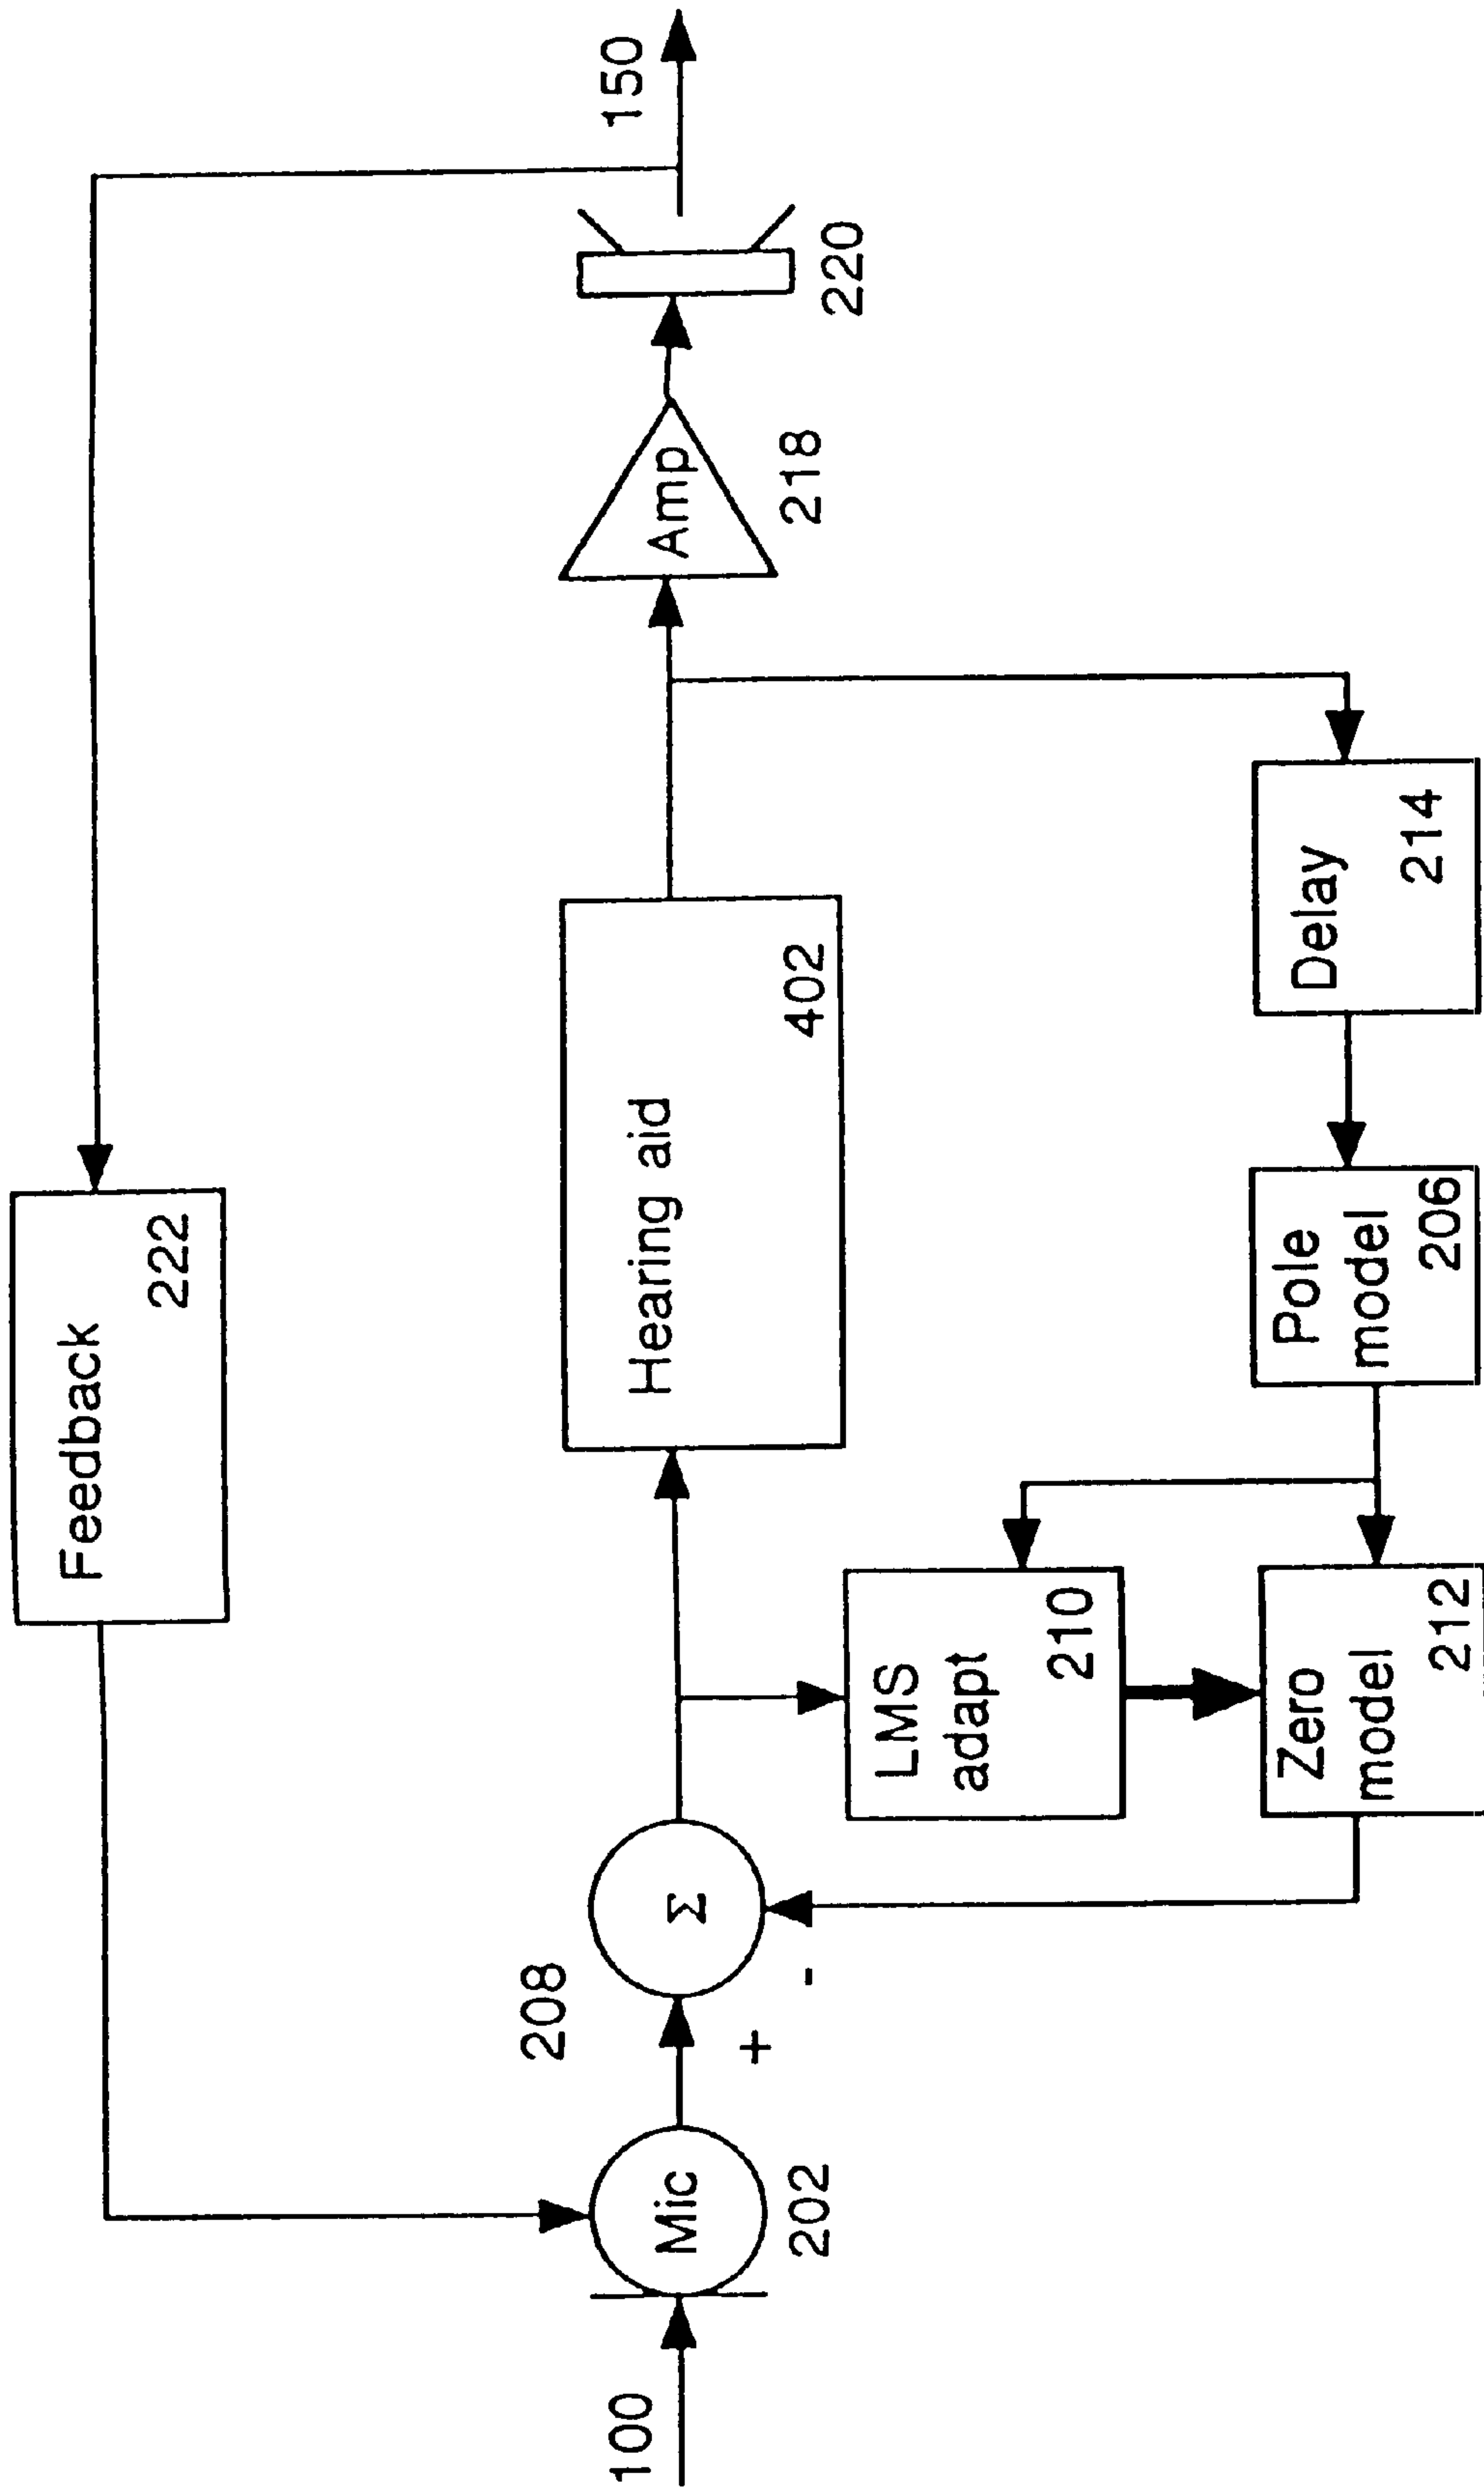 Feedback
222
100
Mic
202
208
+
-
Σ
Hearing aid
402
Amp
218
220
150
LMS
adapt
210
Zero
model
212
Pole
model
206
Delay
214